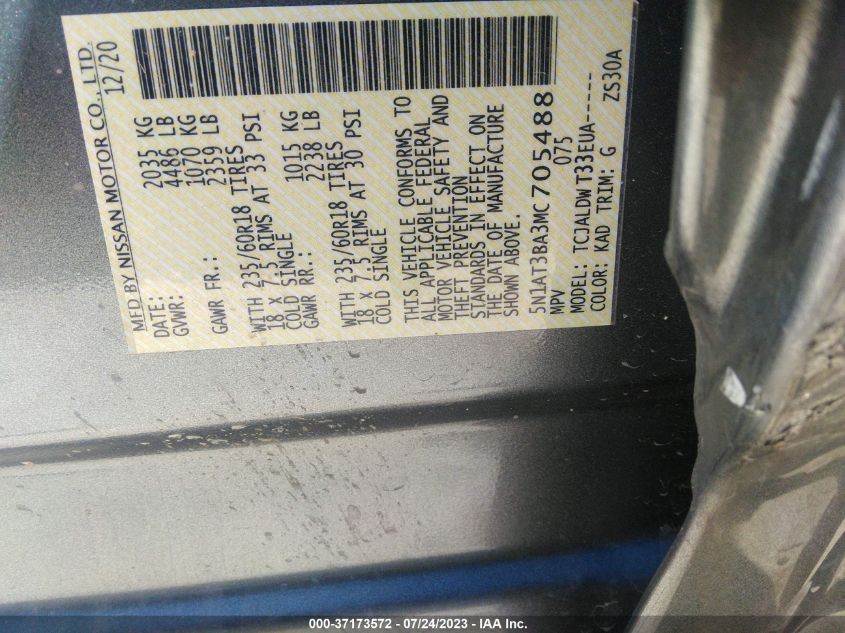 MFD BY NISSAN MOTOR CO., LTD.
DATE: 12/20
GVWR: 2035 KG
4486 LB
GAWR FR.: 1070 KG
2359 LB
WITH 235/60R18 TIRES
18 X 7.5 RIMS AT 33 PSI
COLD SINGLE
GAWR RR.: 1015 KG
2238 LB
WITH 235/60R18 TIRES
18 X 7.5 RIMS AT 30 PSI
COLD SINGLE
THIS VEHICLE CONFORMS TO
ALL APPLICABLE FEDERAL
MOTOR VEHICLE SAFETY AND
THEFT PREVENTION
STANDARDS IN EFFECT ON
THE DATE OF MANUFACTURE
SHOWN ABOVE.
5N1AT3BA3MC705488
MPV 075
MODEL: TCJALDWT33EUA-----
COLOR: KAD TRIM: G ZS30A
000-37173572 / 07/24/2023 - IAA Inc.